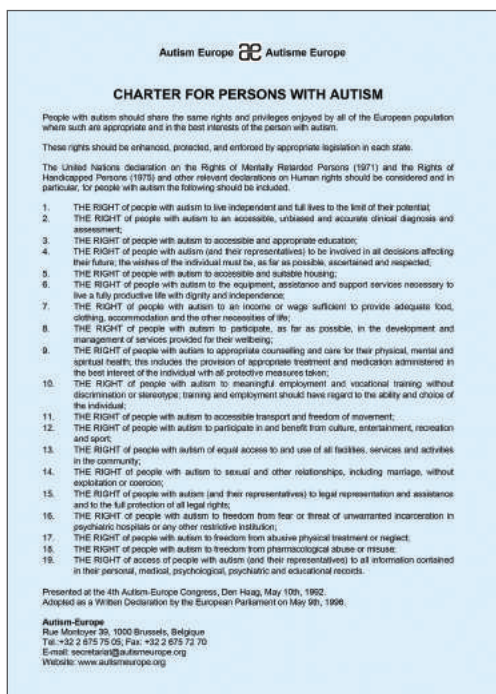 Autism Europe æ Autisme Europe
CHARTER FOR PERSONS WITH AUTISM
People with autism should share the same rights and privileges enjoyed by all of the European population
where such are appropriate and in the best interests of the person with autism.
These rights should be enhanced, protected, and enforced by appropriate legislation in each state.
The United Nations declaration on the Rights of Mentally Retarded Persons (1971) and the Rights of
Handicapped Persons (1975) and other relevant declarations on Human rights should be considered and in
particular, for people with autism the following should be included.
1. THE RIGHT of people with autism to live independent and full lives to the limit of their potential;
2. THE RIGHT of people with autism to an accessible, unbiased and accurate clinical diagnosis and
assessment;
3. THE RIGHT of people with autism to accessible and appropriate education;
4. THE RIGHT of people with autism (and their representatives) to be involved in all decisions affecting
their future; the wishes of the individual must be, as far as possible, ascertained and respected;
5. THE RIGHT of people with autism to accessible and suitable housing;
6. THE RIGHT of people with autism to the equipment, assistance and support services necessary to
live a fully productive life with dignity and independence;
7. THE RIGHT of people with autism to an income or wage sufficient to provide adequate food,
clothing, accommodation and the other necessities of life;
8. THE RIGHT of people with autism to participate, as far as possible, in the development and
management of services provided for their wellbeing;
9. THE RIGHT of people with autism to appropriate counselling and care for their physical, mental and
spiritual health; this includes the provision of appropriate treatment and medication administered in
the best interest of the individual with all protective measures taken;
10. THE RIGHT of people with autism to meaningful employment and vocational training without
discrimination or stereotype; training and employment should have regard to the ability and choice of
the individual;
11. THE RIGHT of people with autism to accessible transport and freedom of movement;
12. THE RIGHT of people with autism to participate in and benefit from culture, entertainment, recreation
and sport;
13. THE RIGHT of people with autism of equal access to and use of all facilities, services and activities
in the community;
14. THE RIGHT of people with autism to sexual and other relationships, including marriage, without
exploitation or coercion;
15. THE RIGHT of people with autism (and their representatives) to legal representation and assistance
and to the full protection of all legal rights;
16. THE RIGHT of people with autism to freedom from fear or threat of unwarranted incarceration in
psychiatric hospitals or any other restrictive institution;
17. THE RIGHT of people with autism to freedom from abusive physical treatment or neglect;
18. THE RIGHT of people with autism to freedom from pharmacological abuse or misuse;
19. THE RIGHT of access of people with autism (and their representatives) to all information contained
in their personal, medical, psychological, psychiatric and educational records.
Presented at the 4th Autism-Europe Congress, Den Haag, May 10th, 1992.
Adopted as a Written Declaration by the European Parliament on May 9th, 1996.
Autism-Europe
Rue Montoyer 39, 1000 Brussels, Belgique
Tel.:+32 2 675 75 05; Fax: +32 2 675 72 70
E-mail: secretariat@autismeurope.org
Website: www.autismeurope.org